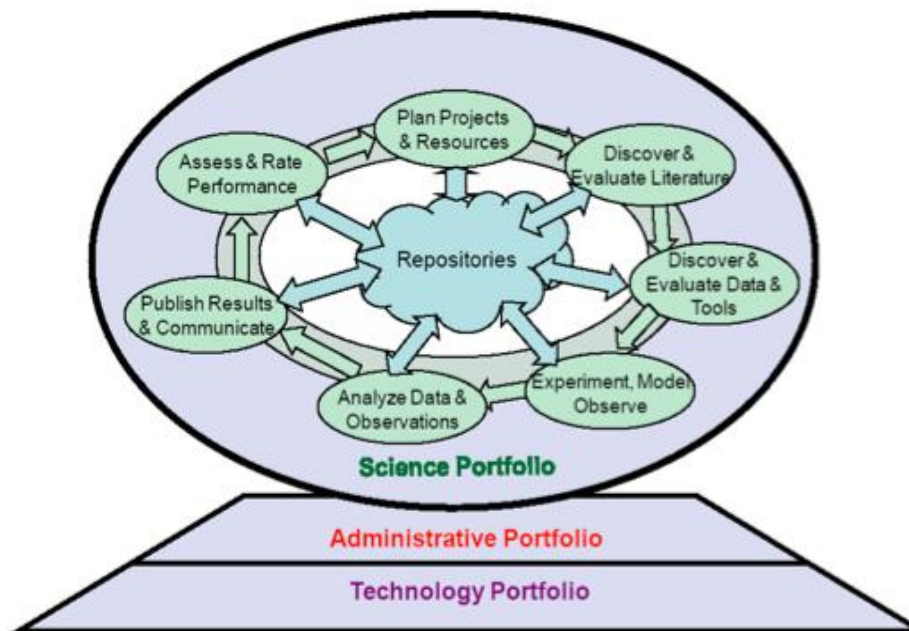 Plan Projects
& Resources
Assess & Rate
Performance
Discover &
Evaluate Literature
Repositories
Discover &
Evaluate Data &
Tools
Publish Results
& Communicate
Experiment, Model
Observe
Analyze Data &
Observations
Science Portfolio
Administrative Portfolio
Technology Portfolio